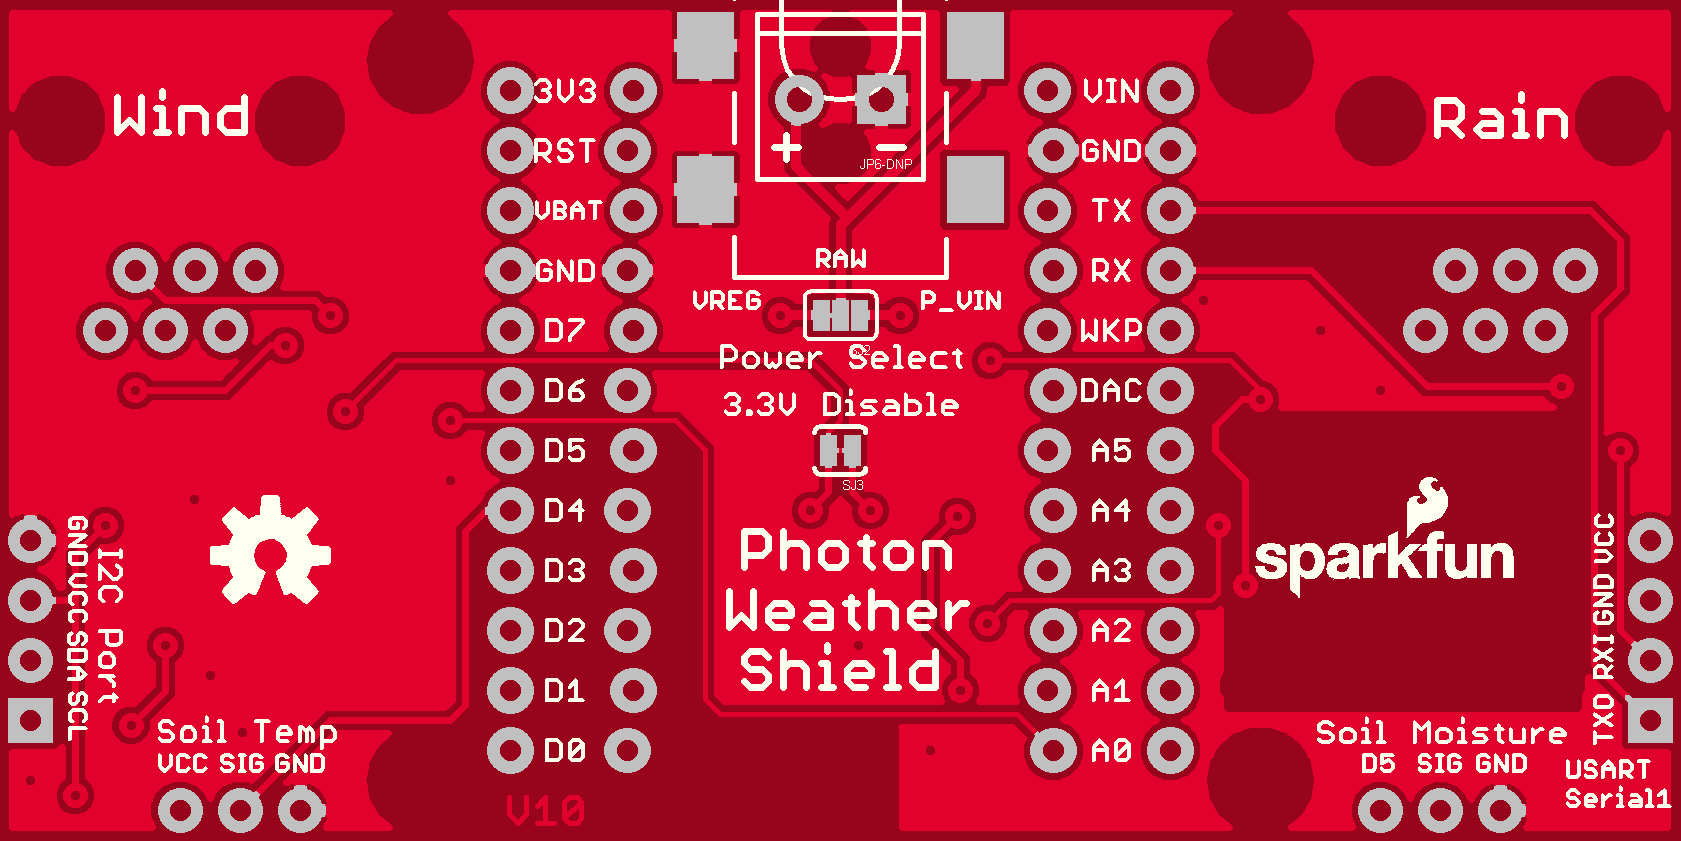 Wind
Rain
3V3
RST
VBAT
GND
D7
D6
D5
D4
D3
D2
D1
D0
+ −
JP6-DNP
RAW
VREG
P_VIN
Power Select
3.3V Disable
SJ3
Photon
Weather
Shield
VIN
GND
TX
RX
WKP
DAC
A5
A4
A3
A2
A1
A0
sparkfun
I2C Port
GND VCC SDA SCL
Soil Temp
VCC SIG GND
V10
Soil Moisture
D5 SIG GND
TXO RXI GND VCC
USART
Serial1